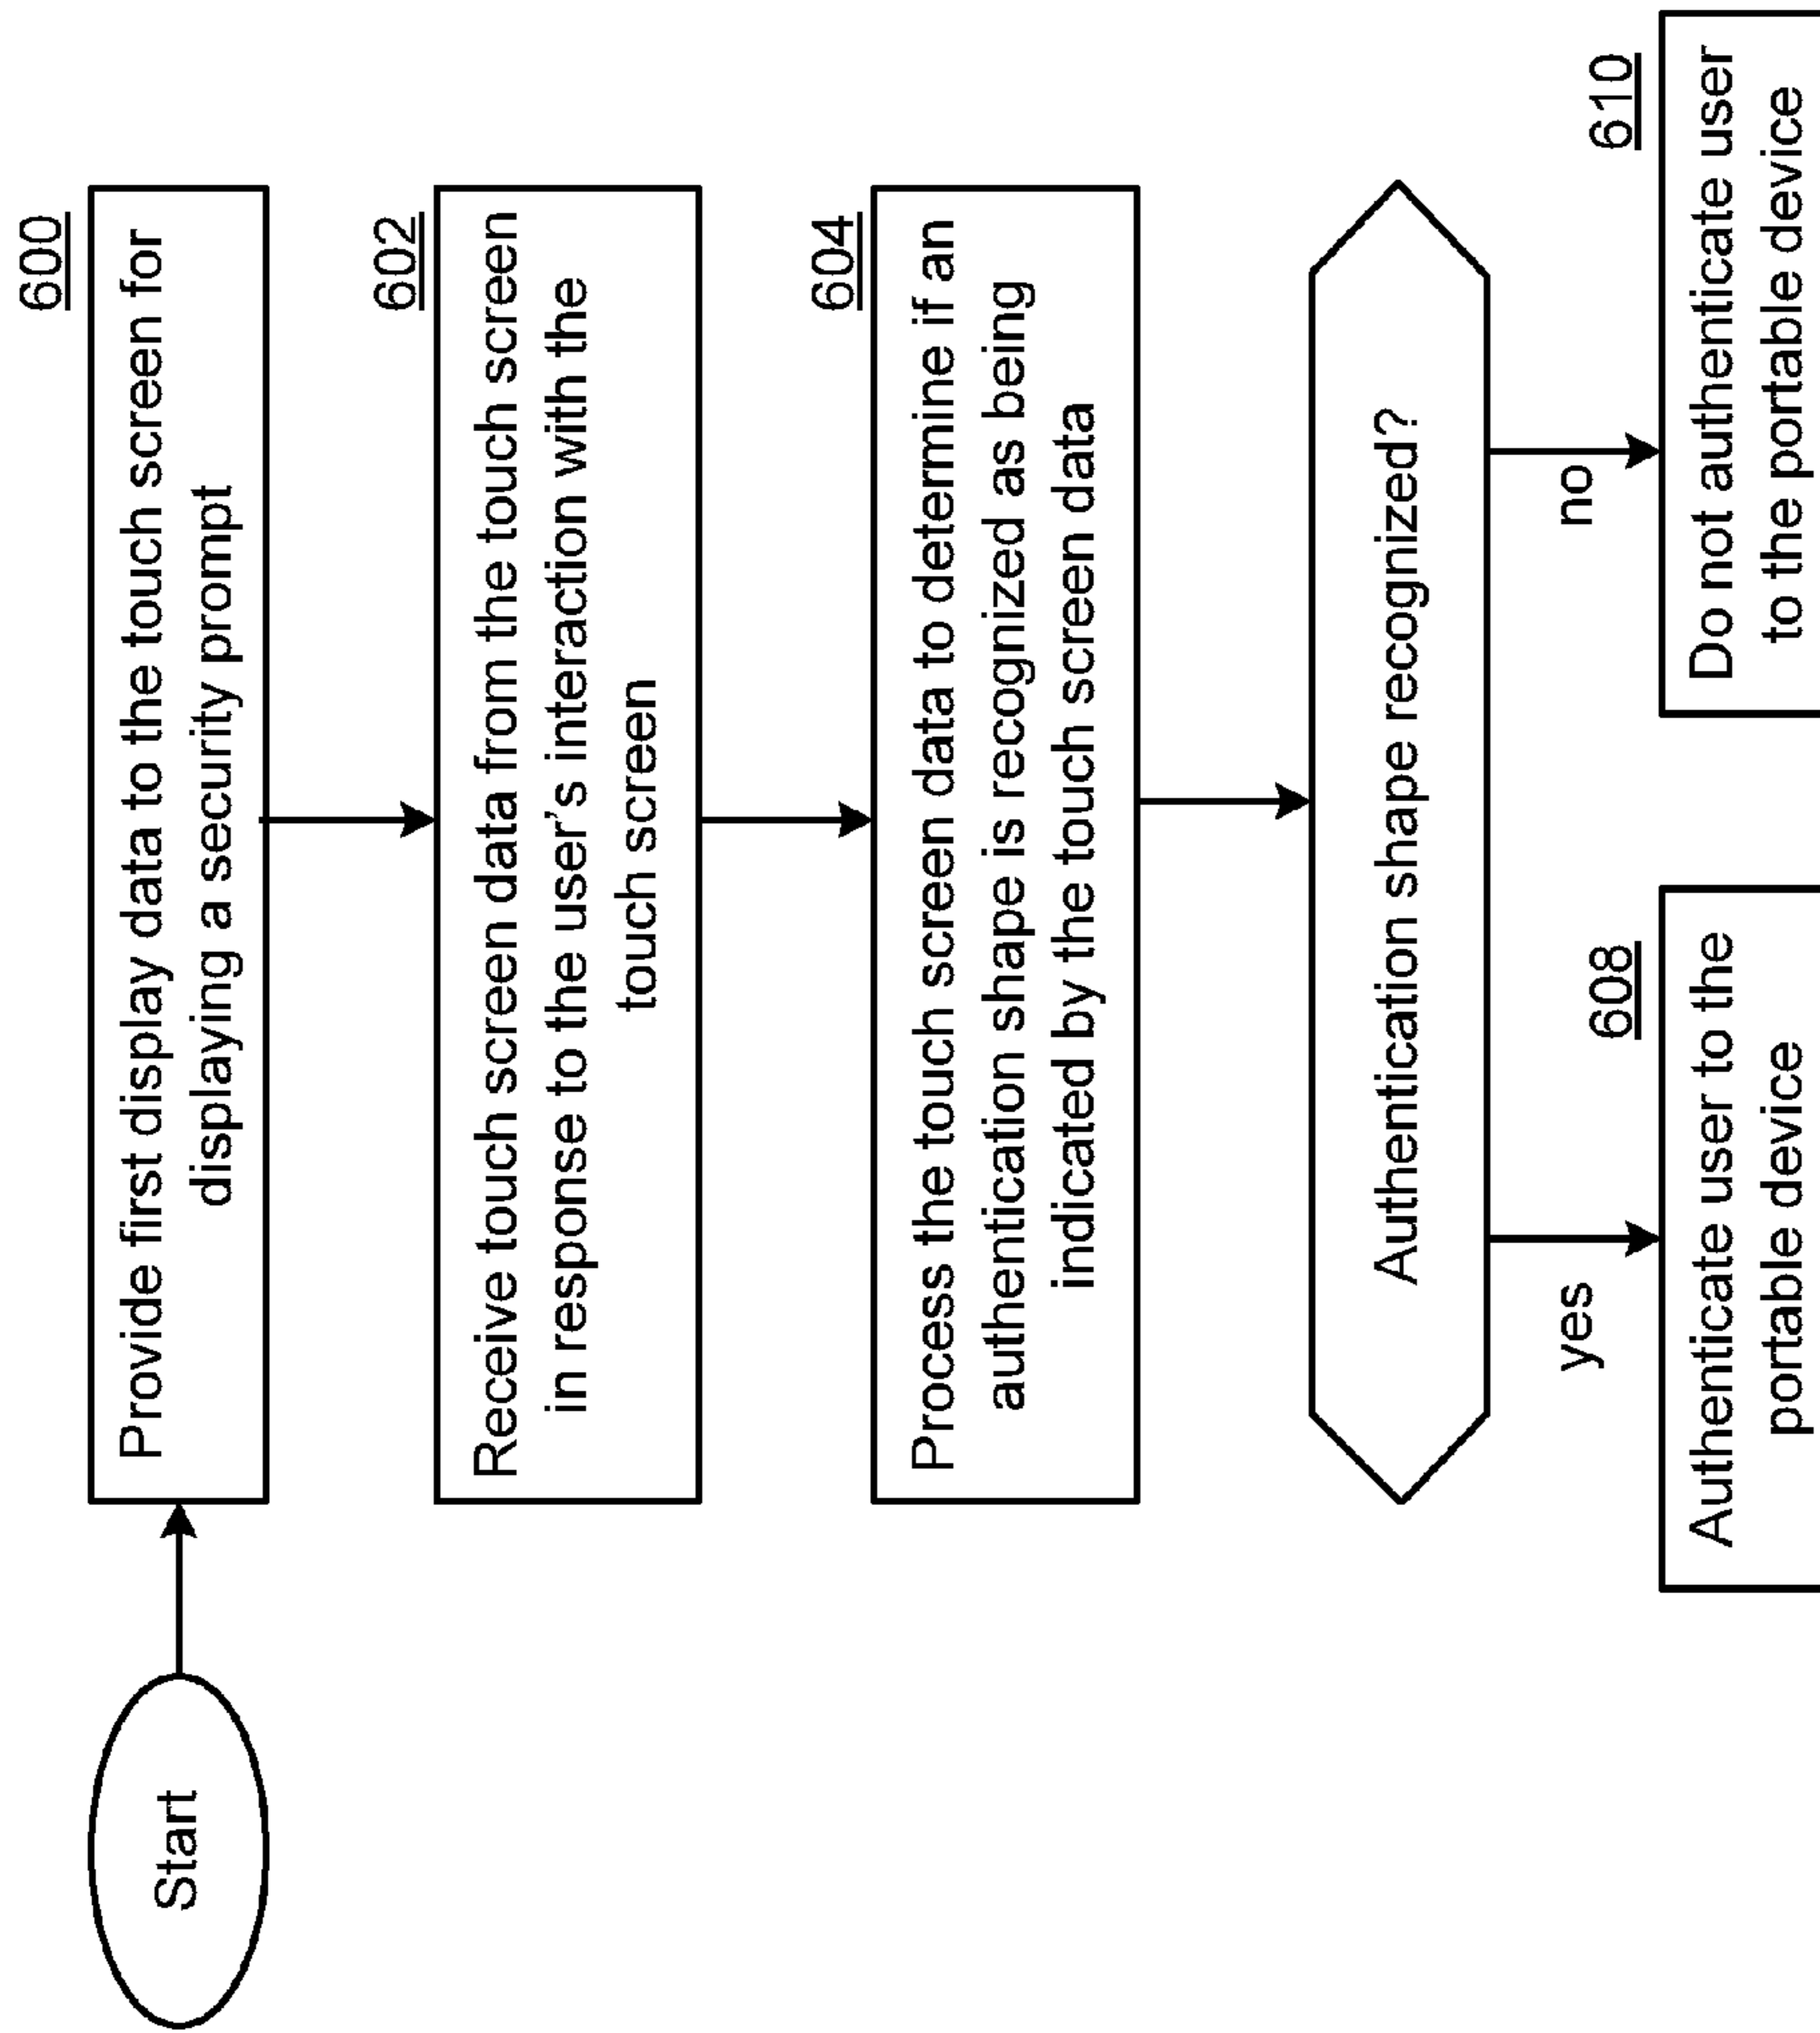 Start
600
Provide first display data to the touch screen for
displaying a security prompt
602
Receive touch screen data from the touch screen
in response to the user's interaction with the
touch screen
604
Process the touch screen data to determine if an
authentication shape is recognized as being
indicated by the touch screen data
Authentication shape recognized?
yes
no
608
Authenticate user to the
portable device
610
Do not authenticate user
to the portable device